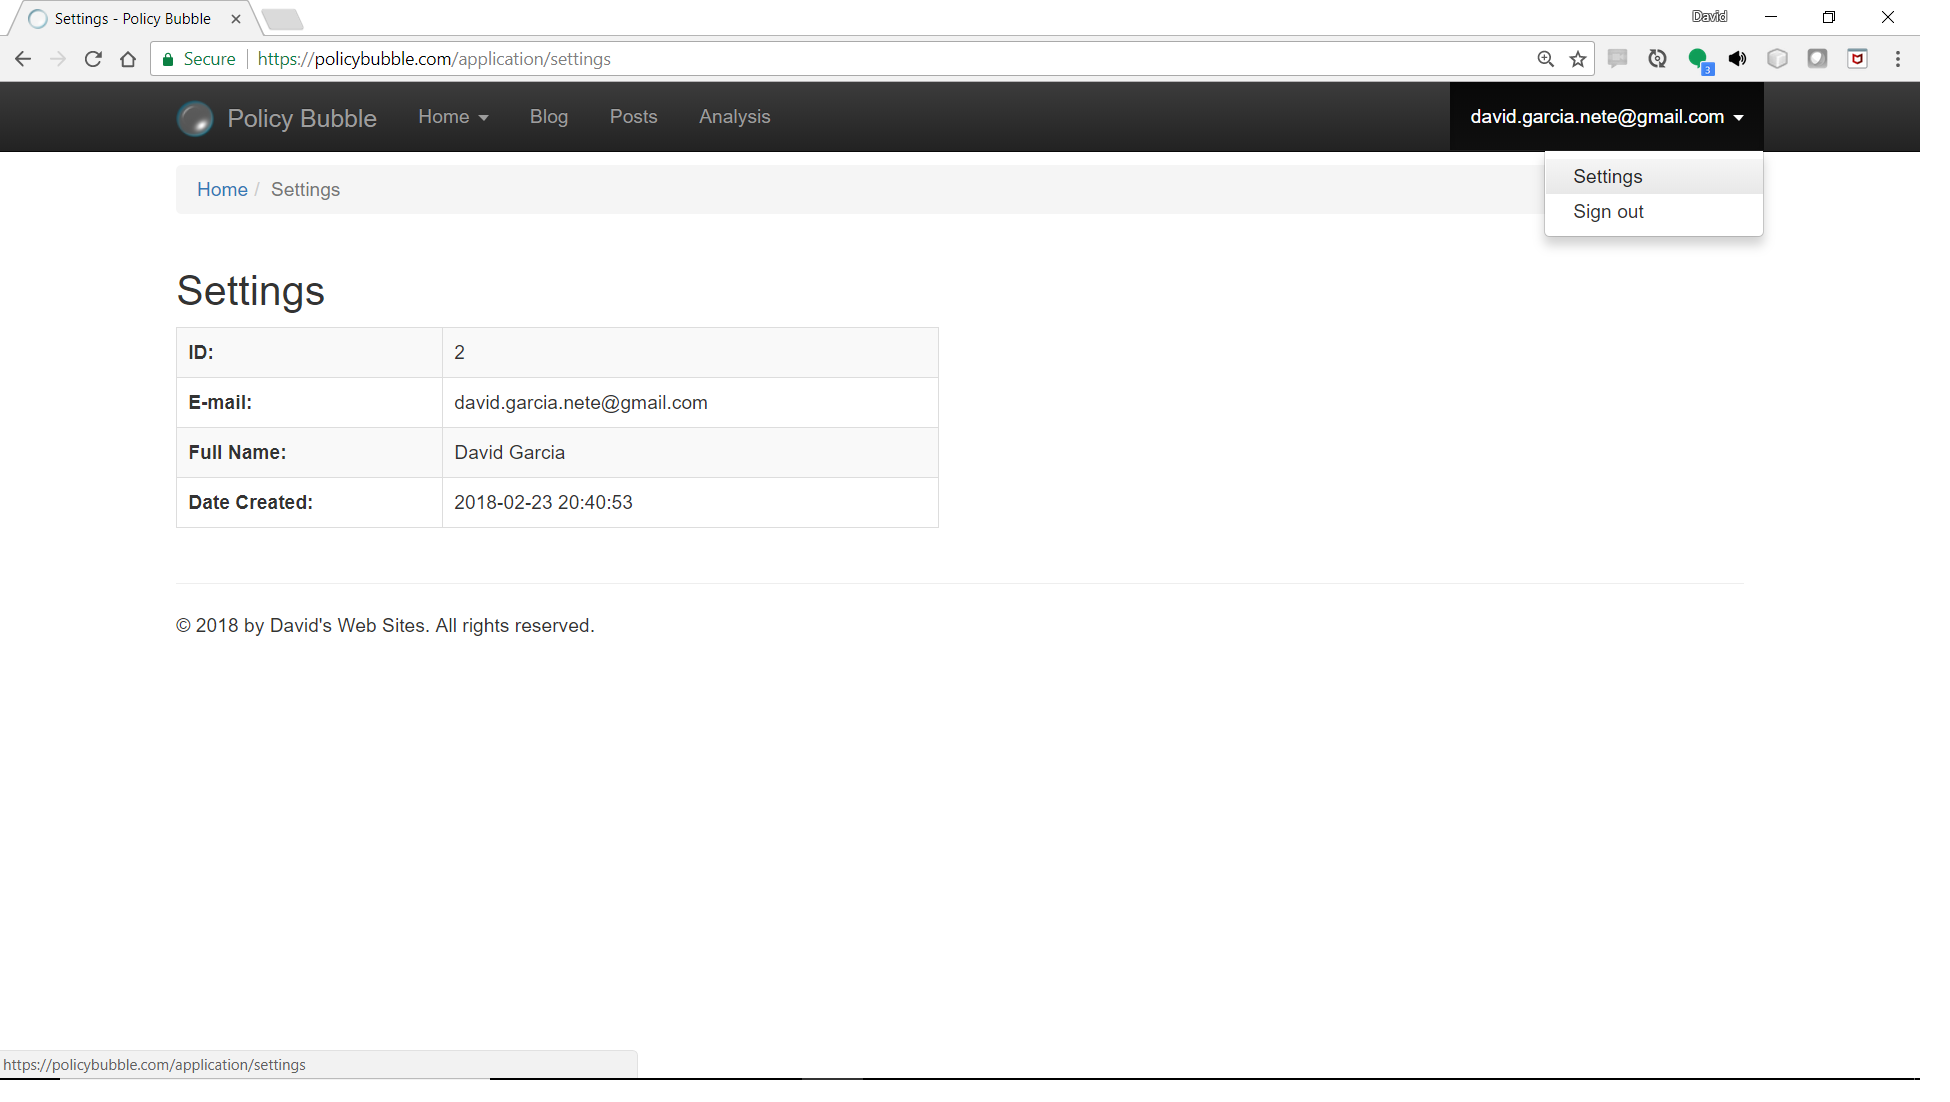 Settings - Policy Bubble
David
Secure https://policybubble.com/application/settings
3
Policy Bubble Home Blog Posts Analysis david.garcia.nete@gmail.com
Settings
Sign out
Home / Settings
Settings
ID: 2
E-mail: david.garcia.nete@gmail.com
Full Name: David Garcia
Date Created: 2018-02-23 20:40:53
© 2018 by David's Web Sites. All rights reserved.
https://policybubble.com/application/settings